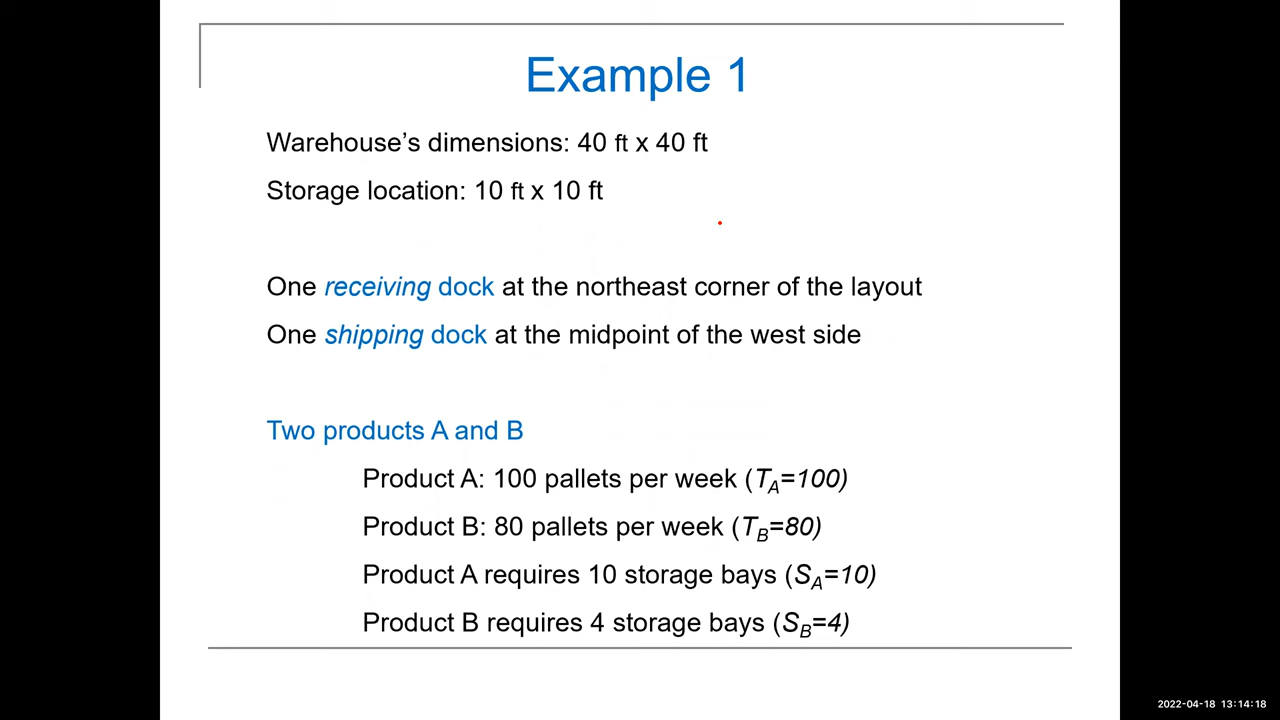 Example 1
Warehouse's dimensions: 40 ft x 40 ft
Storage location: 10 ft x 10 ft
One receiving dock at the northeast corner of the layout
One shipping dock at the midpoint of the west side
Two products A and B
Product A: 100 pallets per week (T_A=100)
Product B: 80 pallets per week (T_B=80)
Product A requires 10 storage bays (S_A=10)
Product B requires 4 storage bays (S_B=4)
2022-04-18 13:14:18